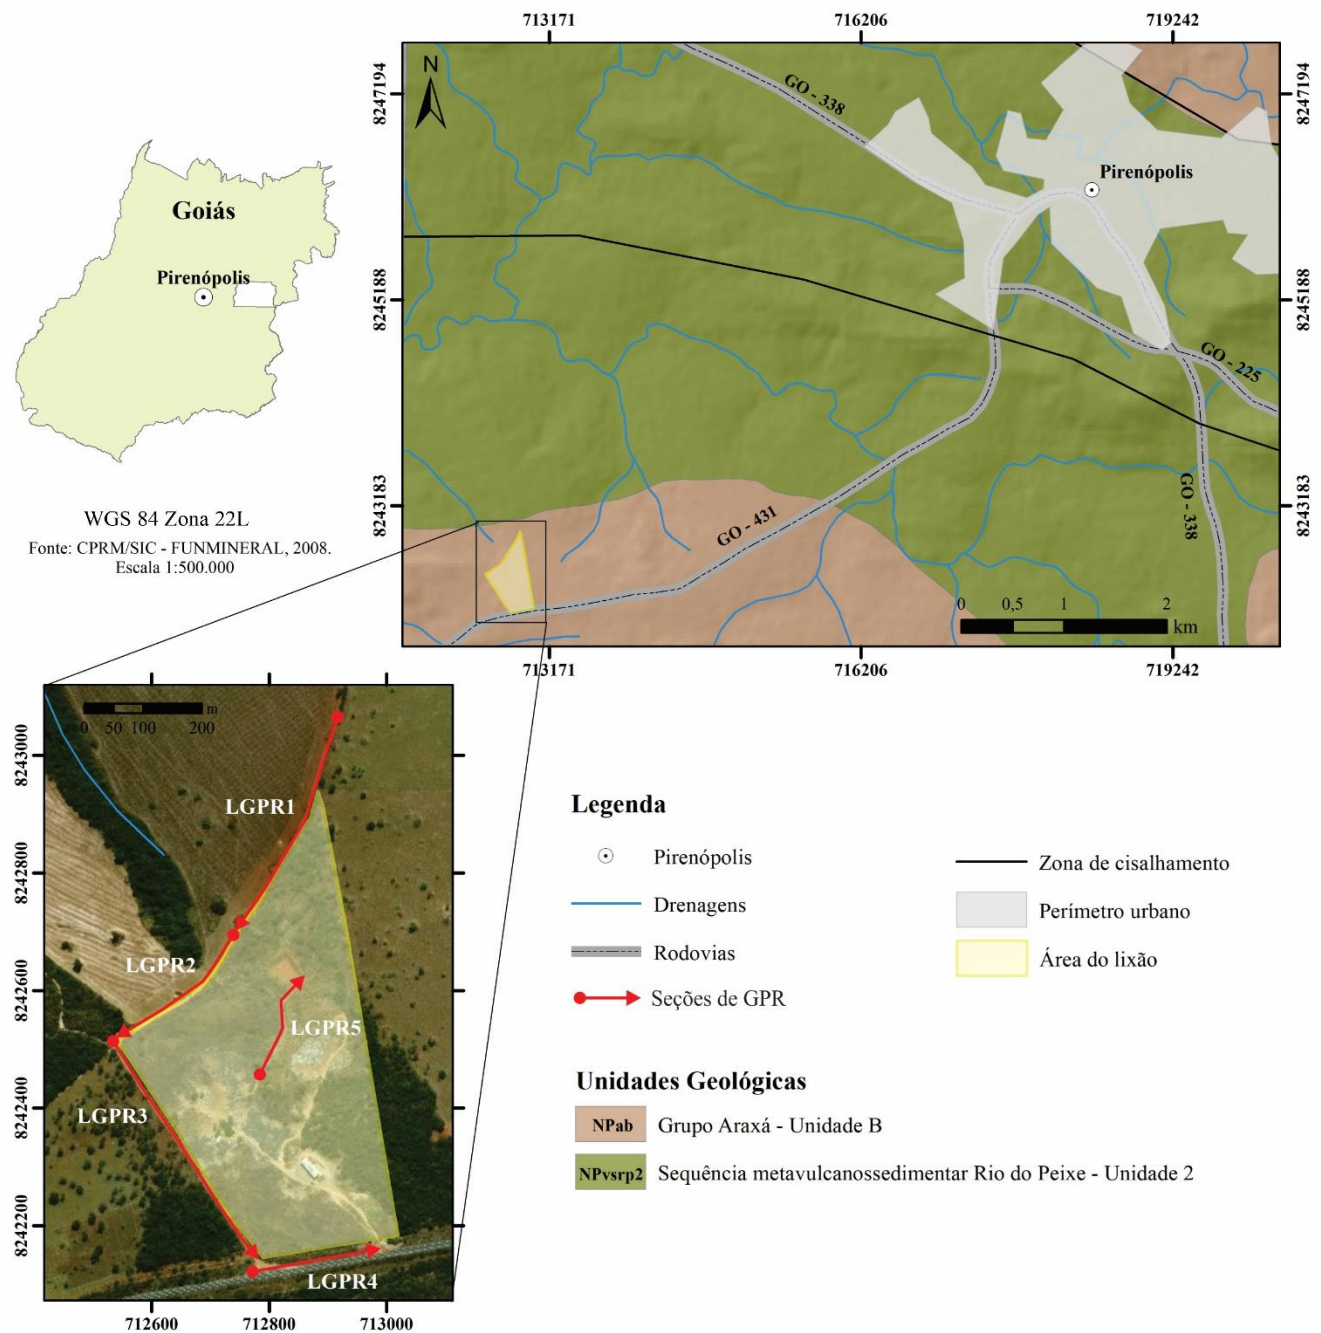 713171
716206
719242
8247194
8245188
8243183
8247194
8245188
8243183
N
GO - 338
Pirenópolis
GO - 225
GO - 338
GO - 431
0 0,5 1 2
km
713171
716206
719242
Goiás
Pirenópolis
WGS 84 Zona 22L
Fonte: CPRM/SIC - FUNMINERAL, 2008.
Escala 1:500.000
m
0 50 100 200
8243000
8242800
8242600
8242400
8242200
LGPR1
LGPR2
LGPR5
LGPR3
LGPR4
712600
712800
713000
Legenda
Pirenópolis
Drenagens
Rodovias
Seções de GPR
Zona de cisalhamento
Perímetro urbano
Área do lixão
Unidades Geológicas
NPab Grupo Araxá - Unidade B
NPvsrp2 Sequência metavulcanossedimentar Rio do Peixe - Unidade 2